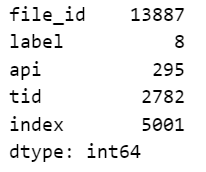 file_id 13887
label 8
api 295
tid 2782
index 5001
dtype: int64